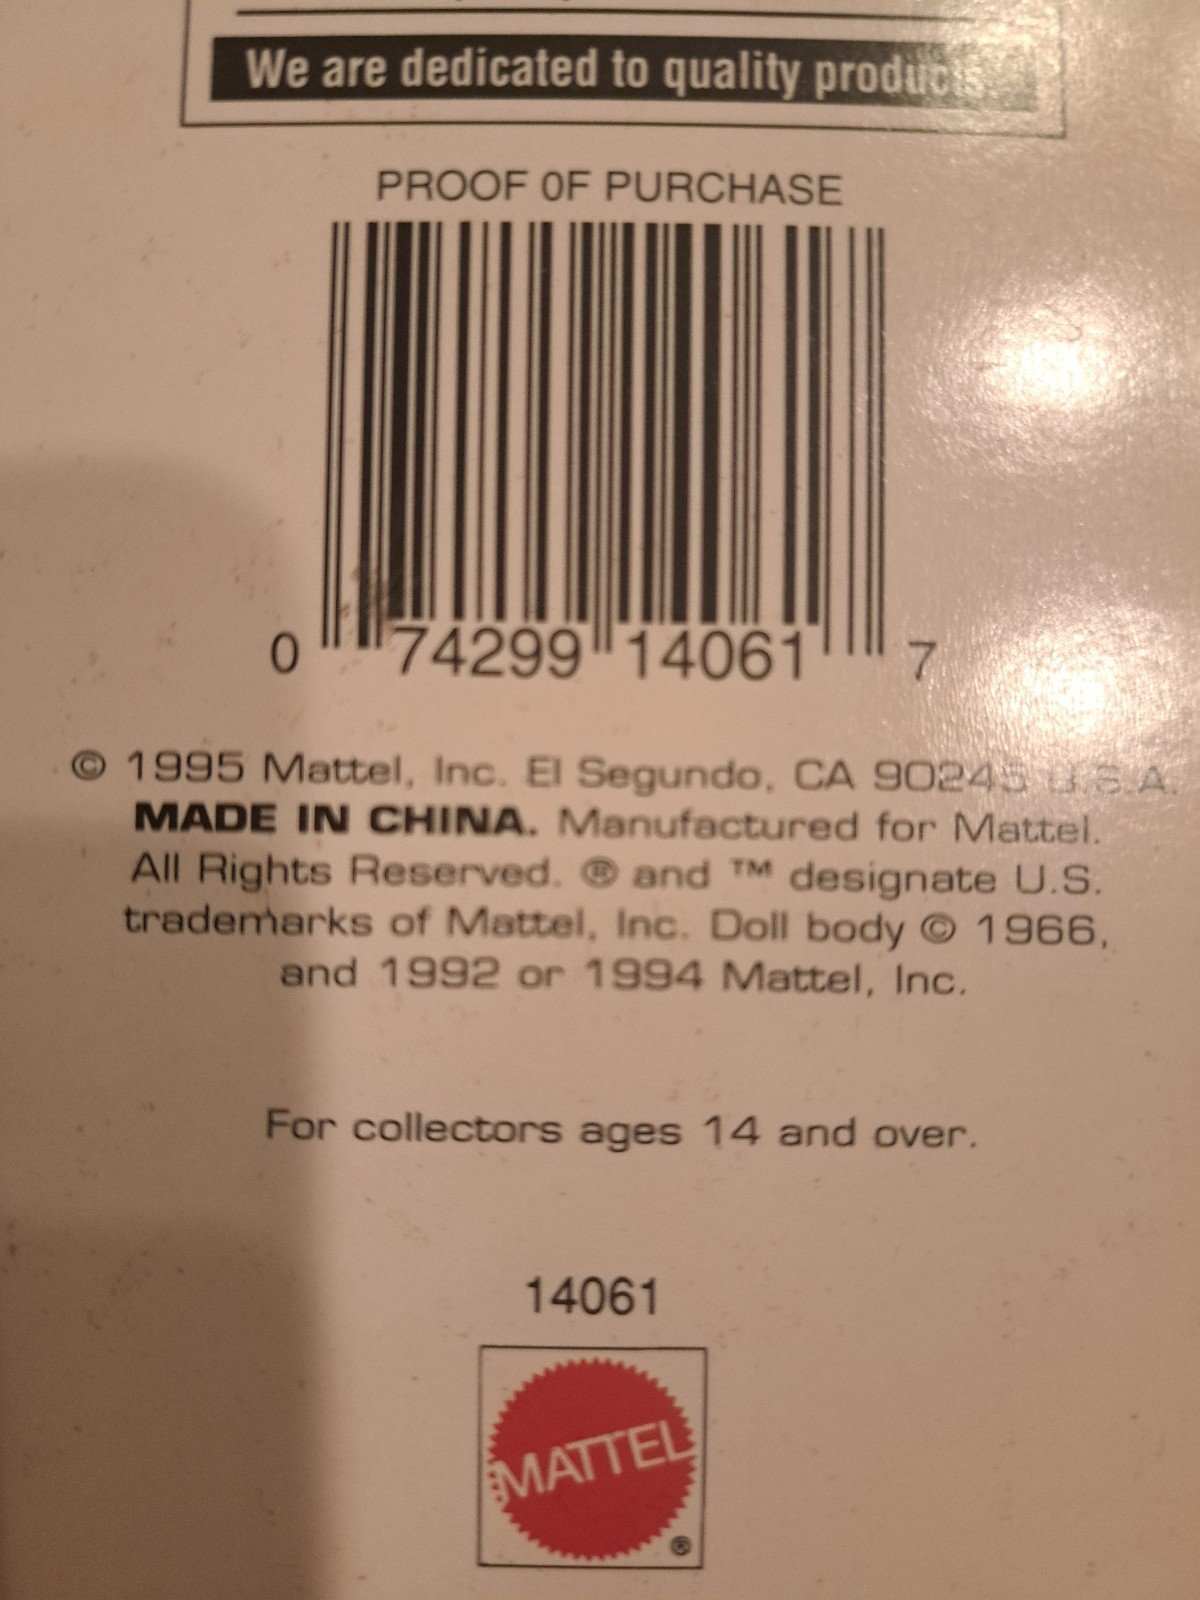 We are dedicated to quality products.
PROOF OF PURCHASE
0 74299 14061 7
© 1995 Mattel, Inc. El Segundo, CA 90245 U.S.A.
MADE IN CHINA. Manufactured for Mattel.
All Rights Reserved. ® and ™ designate U.S.
trademarks of Mattel, Inc. Doll body © 1966,
and 1992 or 1994 Mattel, Inc.
For collectors ages 14 and over.
14061
MATTEL
®